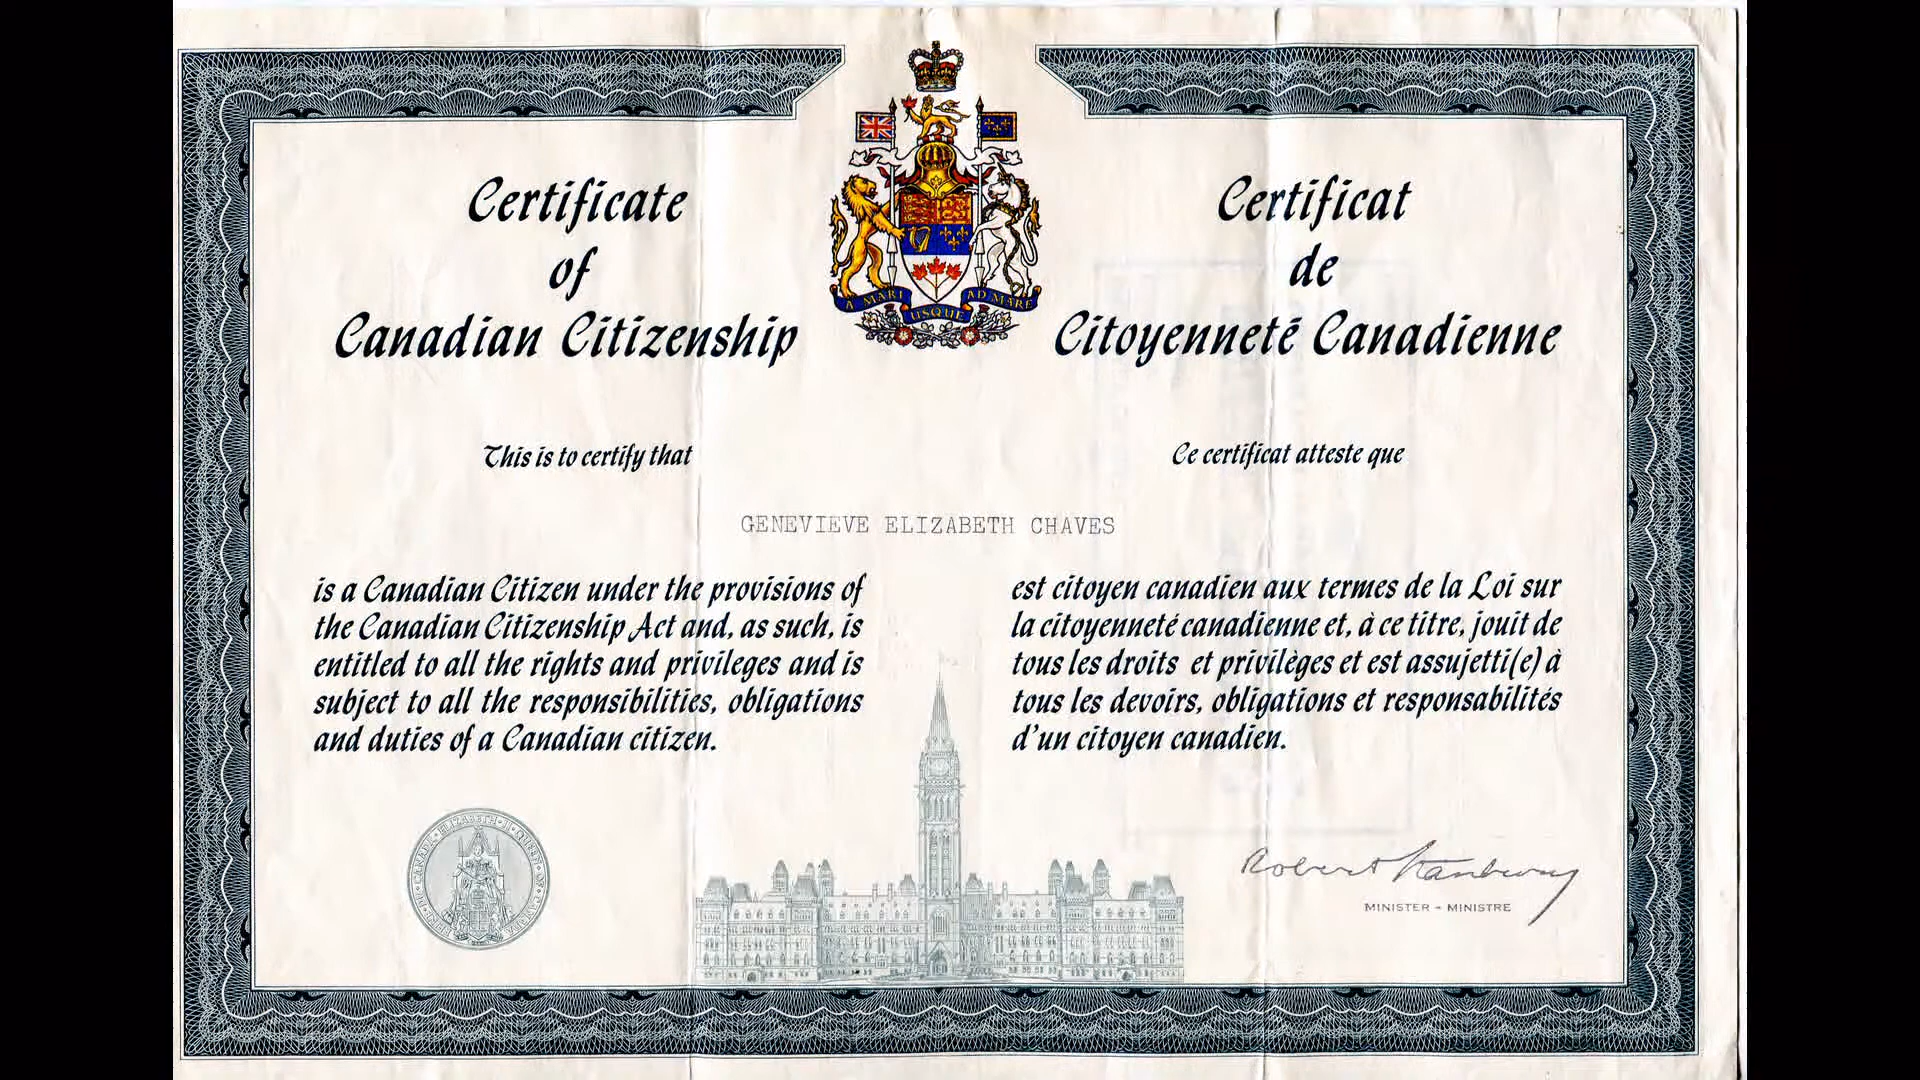 Certificate
of
Canadian Citizenship
Certificat
de
Citoyenneté Canadienne
A MARI USQUE AD MARE
This is to certify that
Ce certificat atteste que
GENEVIEVE ELIZABETH CHAVES
is a Canadian Citizen under the provisions of
the Canadian Citizenship Act and, as such, is
entitled to all the rights and privileges and is
subject to all the responsibilities, obligations
and duties of a Canadian citizen.
est citoyen canadien aux termes de la Loi sur
la citoyenneté canadienne et, à ce titre, jouit de
tous les droits et privilèges et est assujetti(e) à
tous les devoirs, obligations et responsabilités
d'un citoyen canadien.
CANADA ELIZABETH II QUEEN
Robert Stanbury
MINISTER - MINISTRE